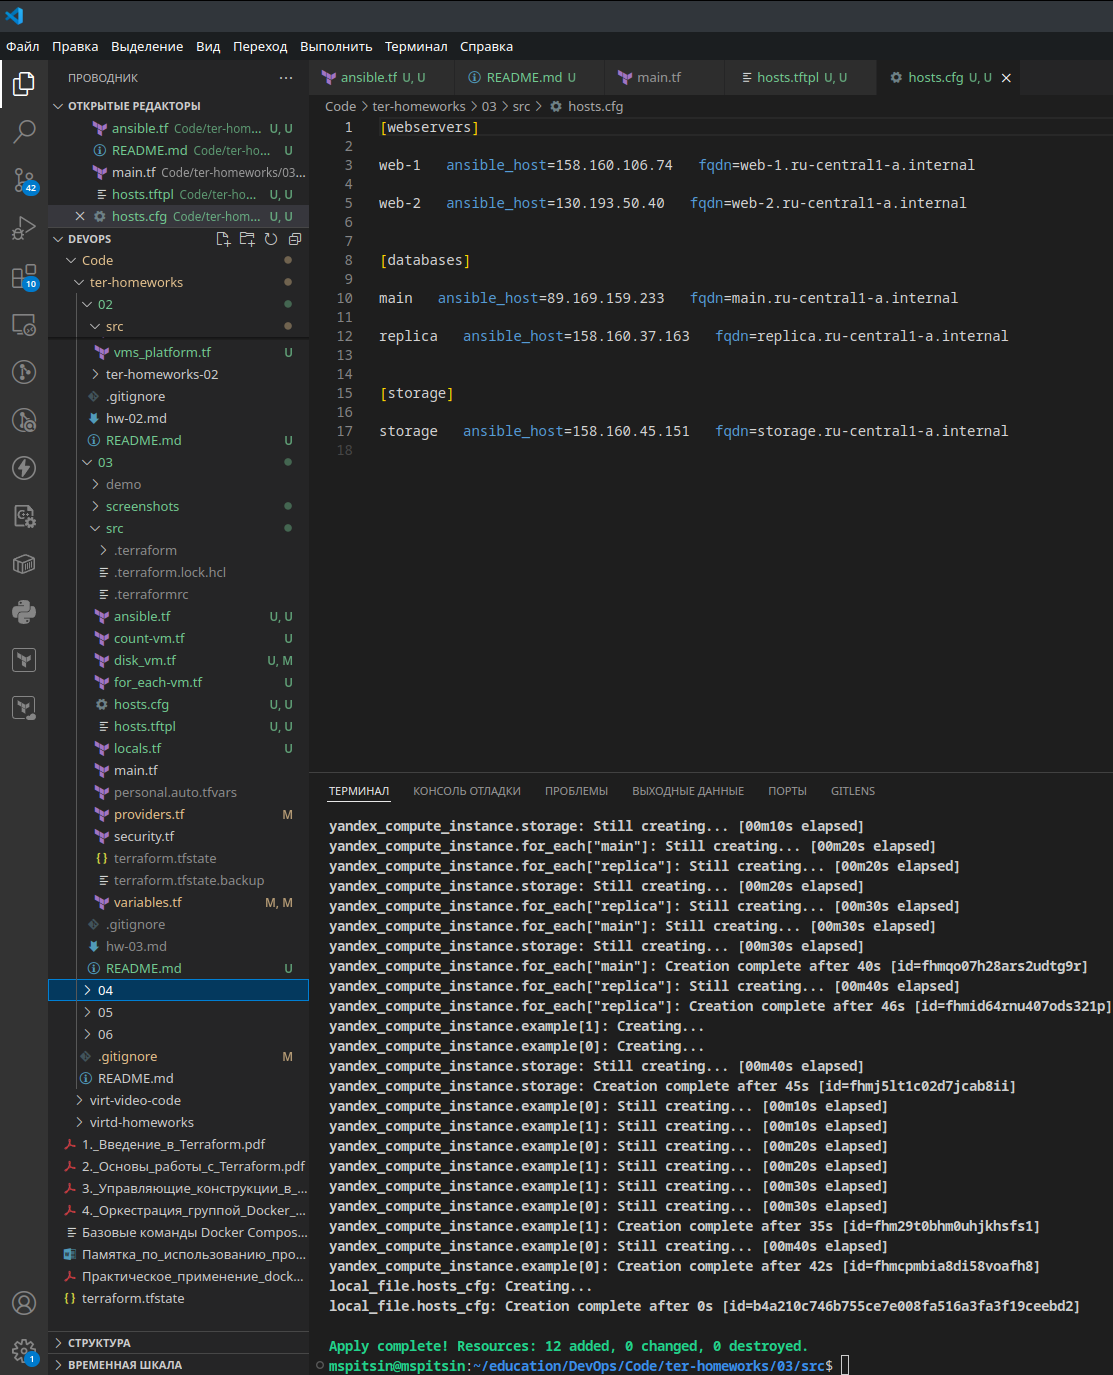 Файл Правка Выделение Вид Переход Выполнить Терминал Справка
ПРОВОДНИК
ОТКРЫТЫЕ РЕДАКТОРЫ
ansible.tf Code/ter-hom... U, U
README.md Code/ter-ho... U
main.tf Code/ter-homeworks/03...
hosts.tftpl Code/ter-ho... U, U
hosts.cfg Code/ter-hom... U, U
DEVOPS
Code
ter-homeworks
02
src
vms_platform.tf U
ter-homeworks-02
.gitignore
hw-02.md
README.md U
03
demo
screenshots
src
.terraform
.terraform.lock.hcl
.terraformrc
ansible.tf U, U
count-vm.tf U
disk_vm.tf U, M
for_each-vm.tf U
hosts.cfg U, U
hosts.tftpl U, U
locals.tf U
main.tf
personal.auto.tfvars
providers.tf M
security.tf
terraform.tfstate
terraform.tfstate.backup
variables.tf M, M
.gitignore
hw-03.md
README.md U
04
05
06
.gitignore M
README.md
virt-video-code
virtd-homeworks
1._Введение_в_Terraform.pdf
2._Основы_работы_с_Terraform.pdf
3._Управляющие_конструкции_в_...
4._Оркестрация_группой_Docker_...
Базовые команды Docker Compos...
Памятка_по_использованию_про...
Практическое_применение_dock...
terraform.tfstate
СТРУКТУРА
ВРЕМЕННАЯ ШКАЛА
42
10
1
ansible.tf U, U README.md U main.tf hosts.tftpl U, U hosts.cfg U, U
Code > ter-homeworks > 03 > src > hosts.cfg
1 [webservers]
2
3 web-1 ansible_host=158.160.106.74 fqdn=web-1.ru-central1-a.internal
4
5 web-2 ansible_host=130.193.50.40 fqdn=web-2.ru-central1-a.internal
6
7
8 [databases]
9
10 main ansible_host=89.169.159.233 fqdn=main.ru-central1-a.internal
11
12 replica ansible_host=158.160.37.163 fqdn=replica.ru-central1-a.internal
13
14
15 [storage]
16
17 storage ansible_host=158.160.45.151 fqdn=storage.ru-central1-a.internal
18
ТЕРМИНАЛ КОНСОЛЬ ОТЛАДКИ ПРОБЛЕМЫ ВЫХОДНЫЕ ДАННЫЕ ПОРТЫ GITLENS
yandex_compute_instance.storage: Still creating... [00m10s elapsed]
yandex_compute_instance.for_each["main"]: Still creating... [00m20s elapsed]
yandex_compute_instance.for_each["replica"]: Still creating... [00m20s elapsed]
yandex_compute_instance.storage: Still creating... [00m20s elapsed]
yandex_compute_instance.for_each["replica"]: Still creating... [00m30s elapsed]
yandex_compute_instance.for_each["main"]: Still creating... [00m30s elapsed]
yandex_compute_instance.storage: Still creating... [00m30s elapsed]
yandex_compute_instance.for_each["main"]: Creation complete after 40s [id=fhmqo07h28ars2udtg9r]
yandex_compute_instance.for_each["replica"]: Still creating... [00m40s elapsed]
yandex_compute_instance.for_each["replica"]: Creation complete after 46s [id=fhmid64rnu407ods321p]
yandex_compute_instance.example[1]: Creating...
yandex_compute_instance.example[0]: Creating...
yandex_compute_instance.storage: Still creating... [00m40s elapsed]
yandex_compute_instance.storage: Creation complete after 45s [id=fhmj5lt1c02d7jcab8ii]
yandex_compute_instance.example[0]: Still creating... [00m10s elapsed]
yandex_compute_instance.example[1]: Still creating... [00m10s elapsed]
yandex_compute_instance.example[0]: Still creating... [00m20s elapsed]
yandex_compute_instance.example[1]: Still creating... [00m20s elapsed]
yandex_compute_instance.example[1]: Still creating... [00m30s elapsed]
yandex_compute_instance.example[0]: Still creating... [00m30s elapsed]
yandex_compute_instance.example[1]: Creation complete after 35s [id=fhm29t0bhm0uhjkhsfs1]
yandex_compute_instance.example[0]: Still creating... [00m40s elapsed]
yandex_compute_instance.example[0]: Creation complete after 42s [id=fhmcpmbia8di58voafh8]
local_file.hosts_cfg: Creating...
local_file.hosts_cfg: Creation complete after 0s [id=b4a210c746b755ce7e008fa516a3fa3f19ceebd2]
Apply complete! Resources: 12 added, 0 changed, 0 destroyed.
mspitsin@mspitsin:~/education/DevOps/Code/ter-homeworks/03/src$